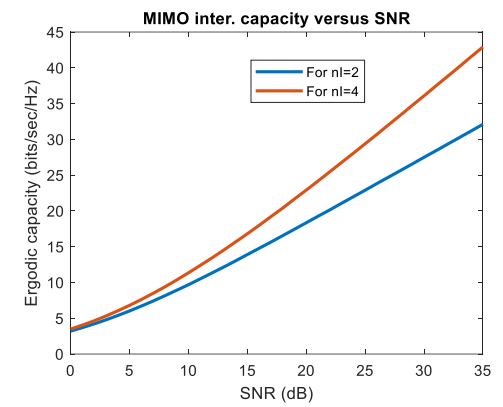 MIMO inter. capacity versus SNR
45
40
35
30
25
20
15
10
5
0
Ergodic capacity (bits/sec/Hz)
For nI=2
For nI=4
0 5 10 15 20 25 30 35
SNR (dB)